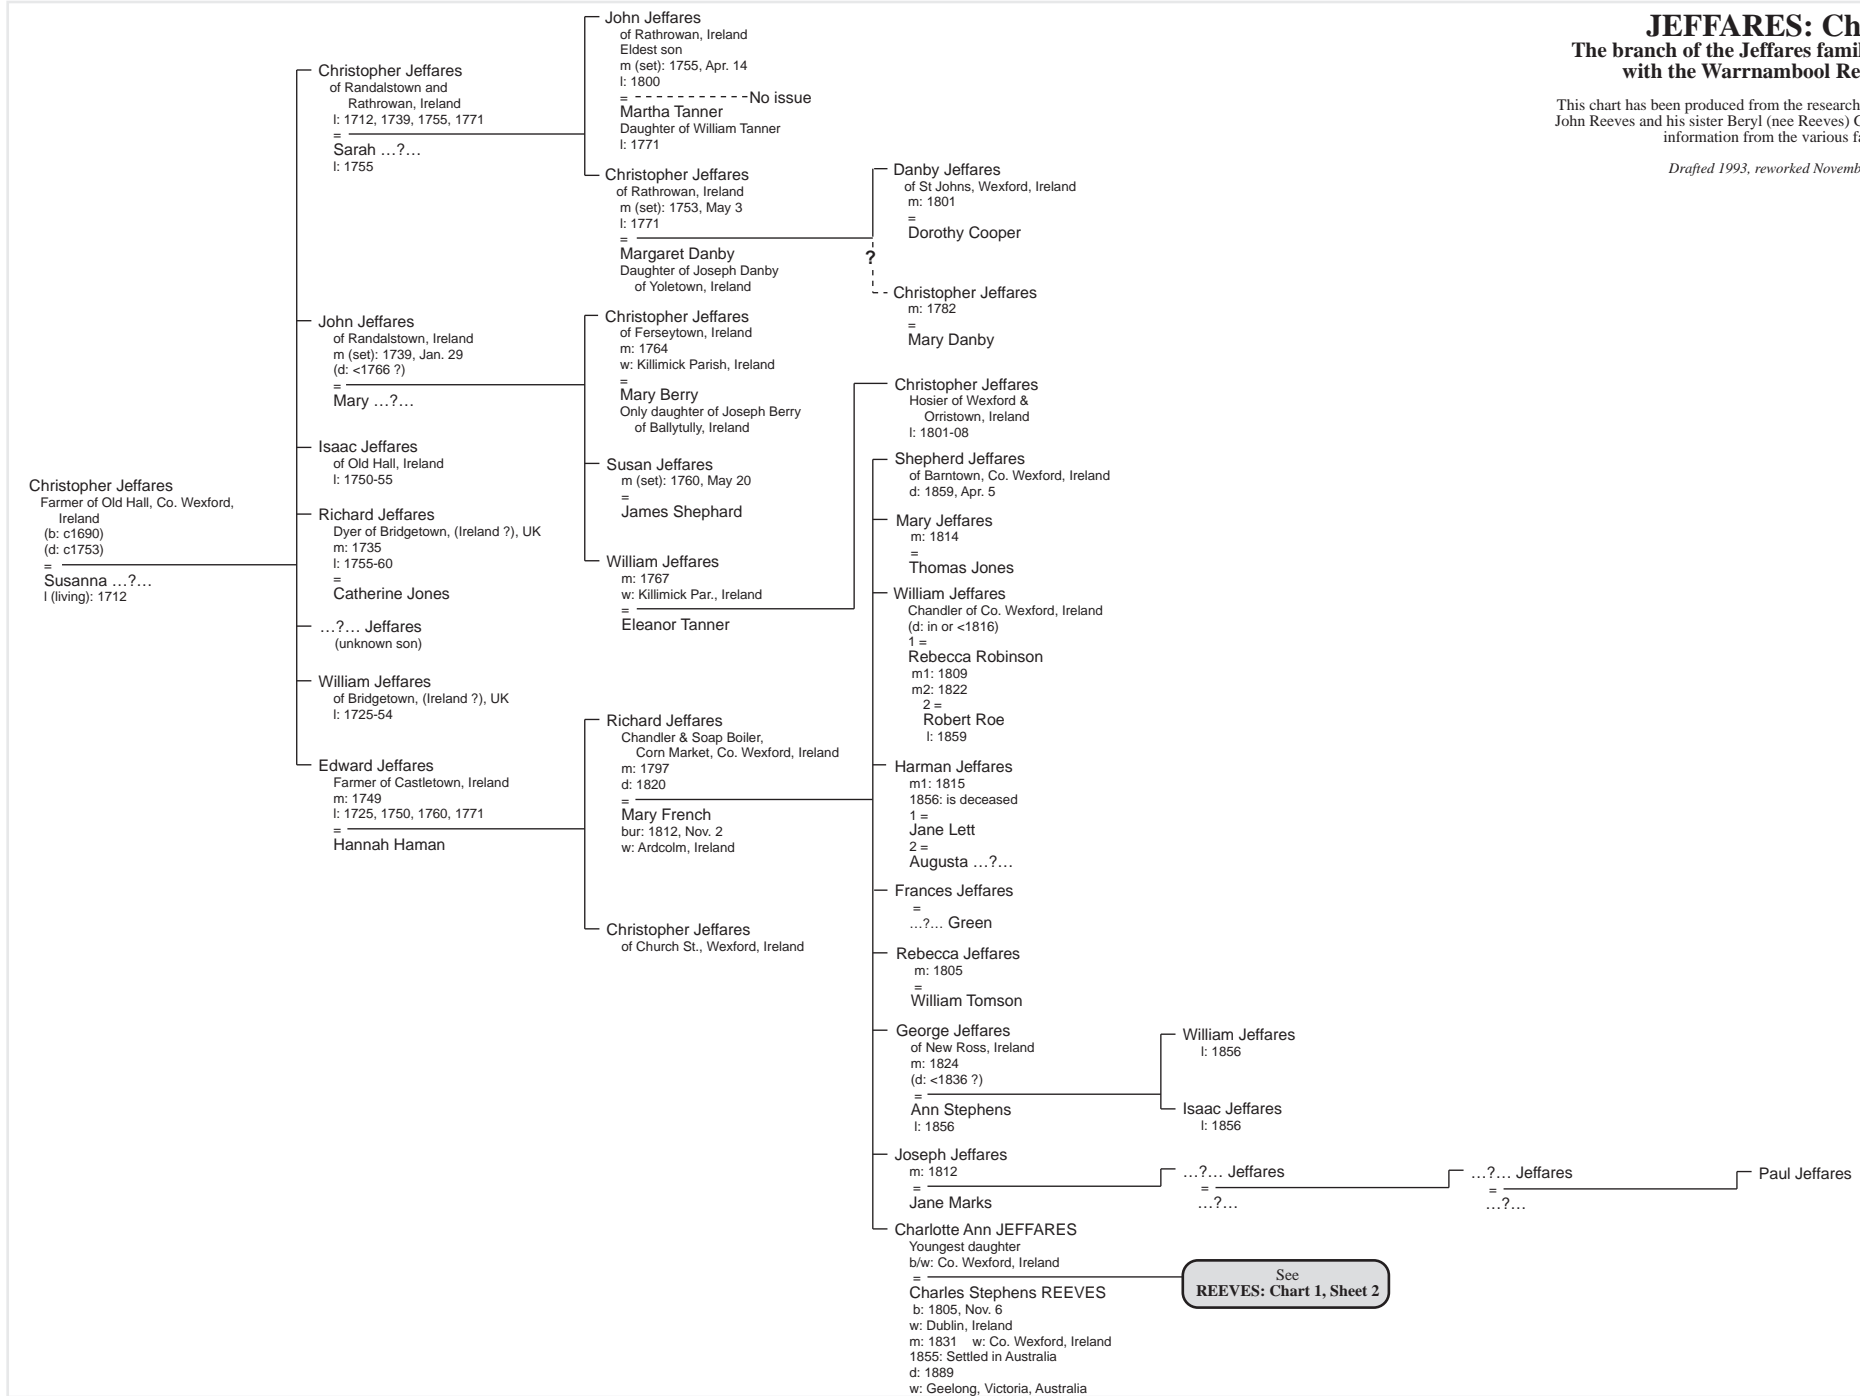 JEFFARES: Ch
The branch of the Jeffares famil
with the Warrnambool Re
This chart has been produced from the research
John Reeves and his sister Beryl (nee Reeves) C
information from the various fa
Drafted 1993, reworked Novemb
Christopher Jeffares
Farmer of Old Hall, Co. Wexford,
Ireland
(b: c1690)
(d: c1753)
=
Susanna …?…
l (living): 1712
Christopher Jeffares
of Randalstown and
Rathrowan, Ireland
l: 1712, 1739, 1755, 1771
=
Sarah …?…
l: 1755
John Jeffares
of Randalstown, Ireland
m (set): 1739, Jan. 29
(d: <1766 ?)
=
Mary …?…
Isaac Jeffares
of Old Hall, Ireland
l: 1750-55
Richard Jeffares
Dyer of Bridgetown, (Ireland ?), UK
m: 1735
l: 1755-60
=
Catherine Jones
…?… Jeffares
(unknown son)
William Jeffares
of Bridgetown, (Ireland ?), UK
l: 1725-54
Edward Jeffares
Farmer of Castletown, Ireland
m: 1749
l: 1725, 1750, 1760, 1771
=
Hannah Haman
John Jeffares
of Rathrowan, Ireland
Eldest son
m (set): 1755, Apr. 14
l: 1800
= No issue
Martha Tanner
Daughter of William Tanner
l: 1771
Christopher Jeffares
of Rathrowan, Ireland
m (set): 1753, May 3
l: 1771
=
Margaret Danby
Daughter of Joseph Danby
of Yoletown, Ireland
Christopher Jeffares
of Ferseytown, Ireland
m: 1764
w: Killimick Parish, Ireland
=
Mary Berry
Only daughter of Joseph Berry
of Ballytully, Ireland
Susan Jeffares
m (set): 1760, May 20
=
James Shephard
William Jeffares
m: 1767
w: Killimick Par., Ireland
=
Eleanor Tanner
Richard Jeffares
Chandler & Soap Boiler,
Corn Market, Co. Wexford, Ireland
m: 1797
d: 1820
=
Mary French
bur: 1812, Nov. 2
w: Ardcolm, Ireland
Christopher Jeffares
of Church St., Wexford, Ireland
Danby Jeffares
of St Johns, Wexford, Ireland
m: 1801
=
Dorothy Cooper
?
Christopher Jeffares
m: 1782
=
Mary Danby
Christopher Jeffares
Hosier of Wexford &
Orristown, Ireland
l: 1801-08
Shepherd Jeffares
of Barntown, Co. Wexford, Ireland
d: 1859, Apr. 5
Mary Jeffares
m: 1814
=
Thomas Jones
William Jeffares
Chandler of Co. Wexford, Ireland
(d: in or <1816)
1 =
Rebecca Robinson
m1: 1809
m2: 1822
2 =
Robert Roe
l: 1859
Harman Jeffares
m1: 1815
1856: is deceased
1 =
Jane Lett
2 =
Augusta …?…
Frances Jeffares
=
…?… Green
Rebecca Jeffares
m: 1805
=
William Tomson
George Jeffares
of New Ross, Ireland
m: 1824
(d: <1836 ?)
=
Ann Stephens
l: 1856
Joseph Jeffares
m: 1812
=
Jane Marks
Charlotte Ann JEFFARES
Youngest daughter
b/w: Co. Wexford, Ireland
=
Charles Stephens REEVES
b: 1805, Nov. 6
w: Dublin, Ireland
m: 1831 w: Co. Wexford, Ireland
1855: Settled in Australia
d: 1889
w: Geelong, Victoria, Australia
William Jeffares
l: 1856
Isaac Jeffares
l: 1856
…?… Jeffares
=
…?…
See
REEVES: Chart 1, Sheet 2
…?… Jeffares
=
…?…
Paul Jeffares